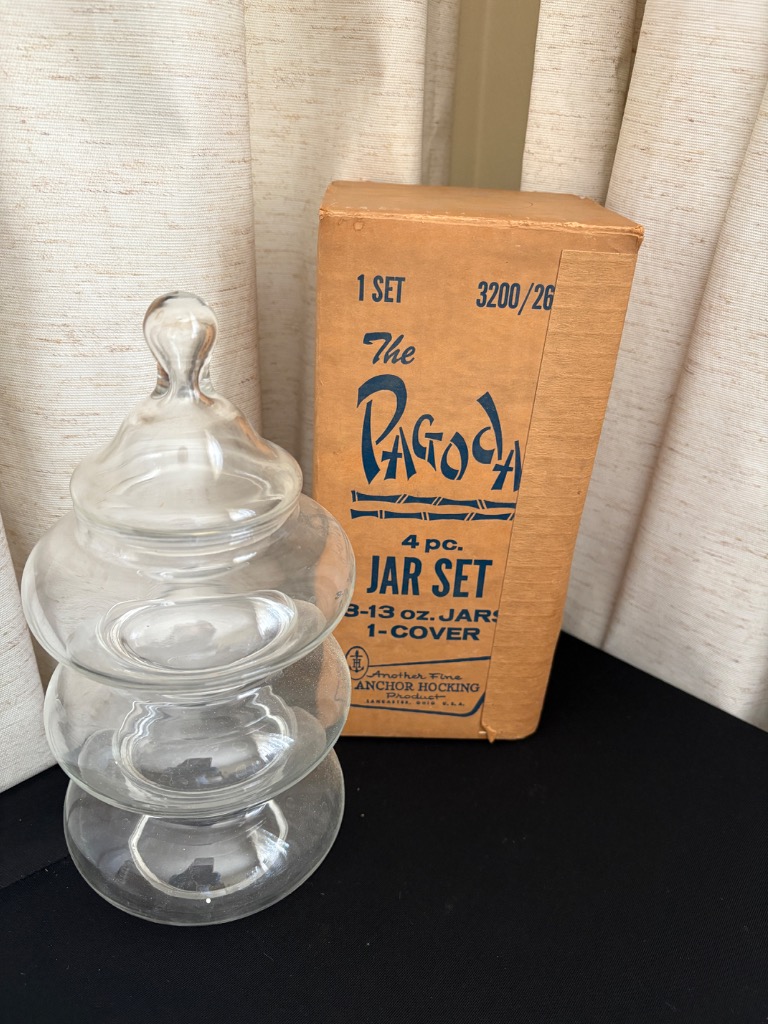 1 SET 3200/26
The
PAGODA
4 pc.
JAR SET
3-13 oz. JARS
1-COVER
Another Fine
ANCHOR HOCKING
Product
LANCASTER, OHIO U.S.A.